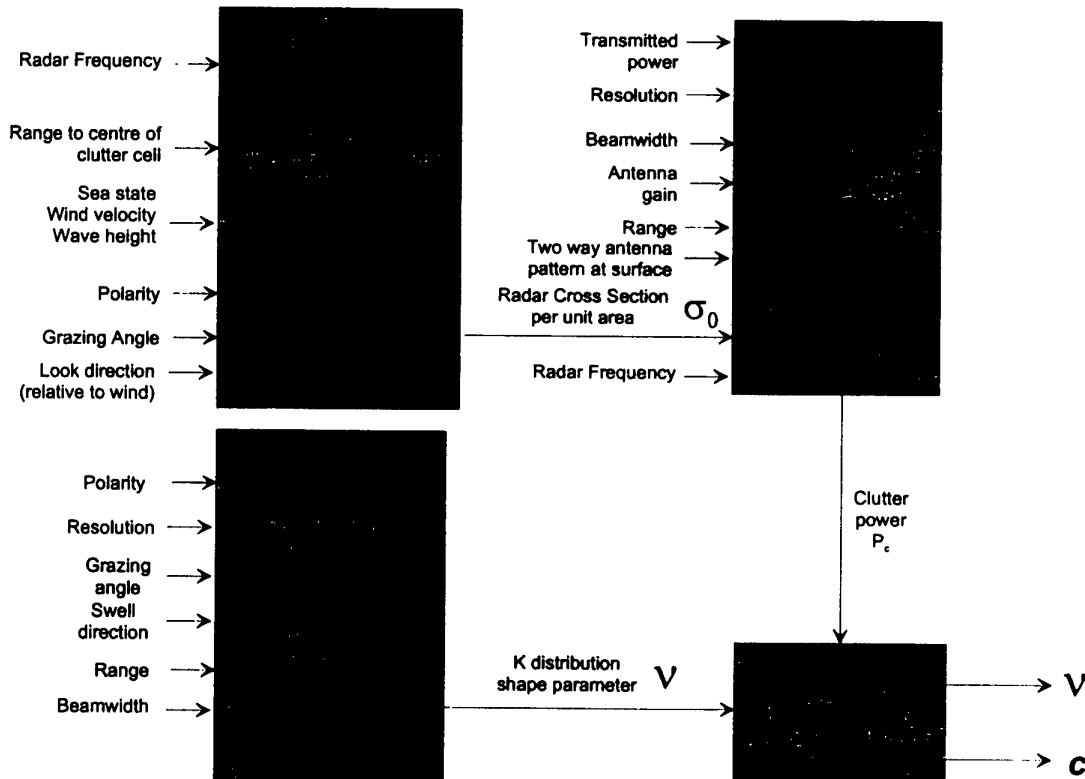 Radar Frequency
Range to centre of
clutter cell
Sea state
Wind velocity
Wave height
Polarity
Grazing Angle
Look direction
(relative to wind)
Transmitted
power
Resolution
Beamwidth
Antenna
gain
Range
Two way antenna
pattern at surface
Radar Cross Section
per unit area
σ₀
Radar Frequency
Polarity
Resolution
Grazing
angle
Swell
direction
Range
Beamwidth
K distribution
shape parameter
ν
Clutter
power
P꜀
ν
c